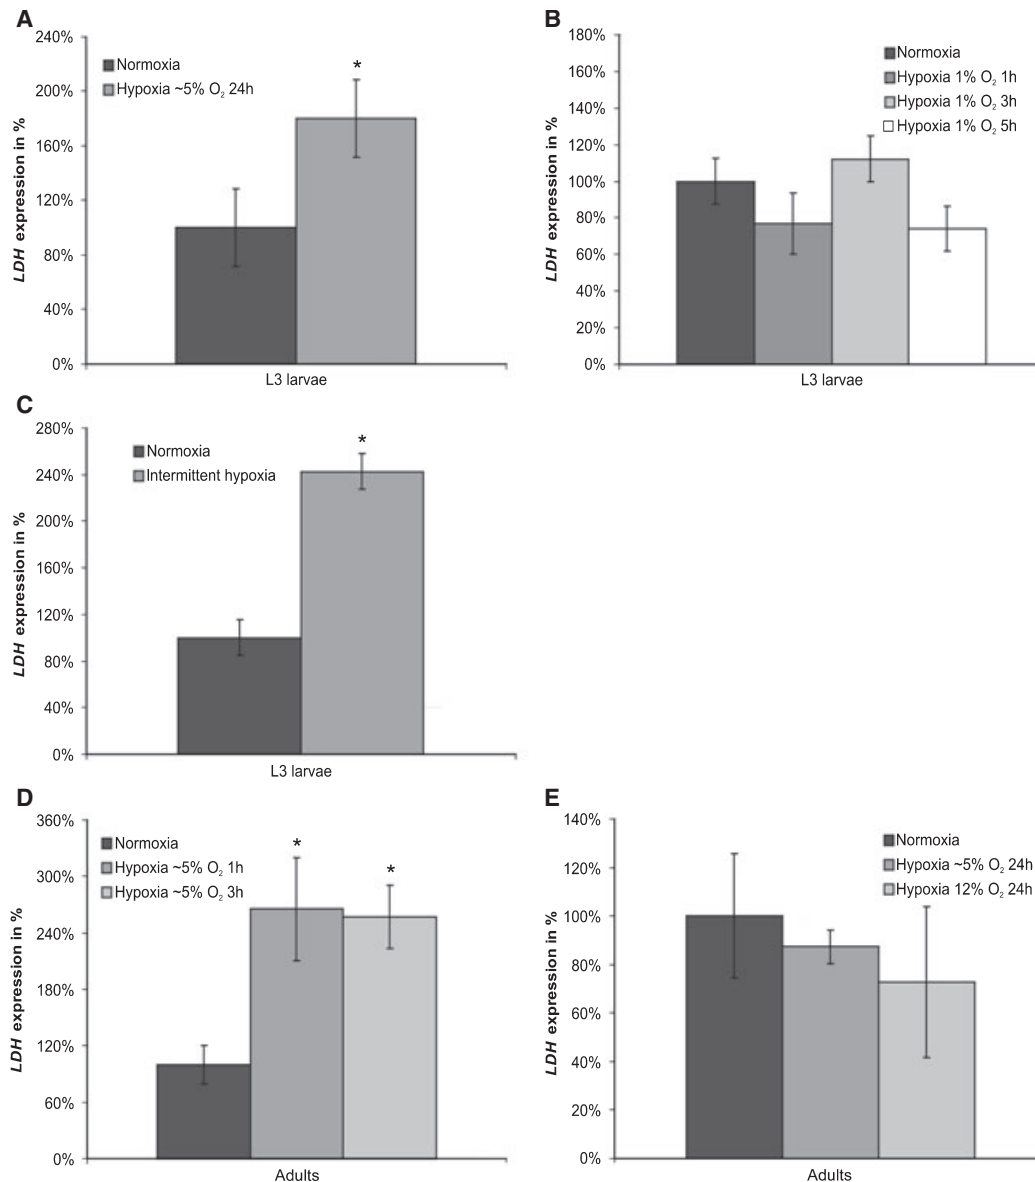 A
240%
200%
160%
120%
80%
40%
0%
LDH expression in %
Normoxia
Hypoxia ~5% O2 24h
*
L3 larvae
B
180%
160%
140%
120%
100%
80%
60%
40%
20%
0%
LDH expression in %
Normoxia
Hypoxia 1% O2 1h
Hypoxia 1% O2 3h
Hypoxia 1% O2 5h
L3 larvae
C
280%
240%
200%
160%
120%
80%
40%
0%
LDH expression in %
Normoxia
Intermittent hypoxia
*
L3 larvae
D
360%
300%
240%
180%
120%
60%
0%
LDH expression in %
Normoxia
Hypoxia ~5% O2 1h
Hypoxia ~5% O2 3h
*
*
Adults
E
140%
120%
100%
80%
60%
40%
20%
0%
LDH expression in %
Normoxia
Hypoxia ~5% O2 24h
Hypoxia 12% O2 24h
Adults